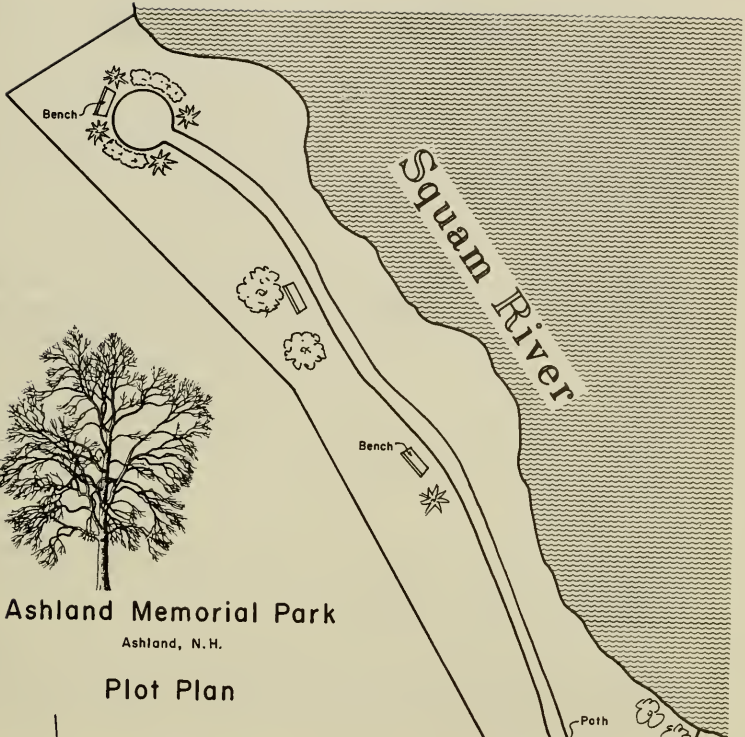 Bench
Squam River
Bench
Ashland Memorial Park
Ashland, N.H.
Plot Plan
Path